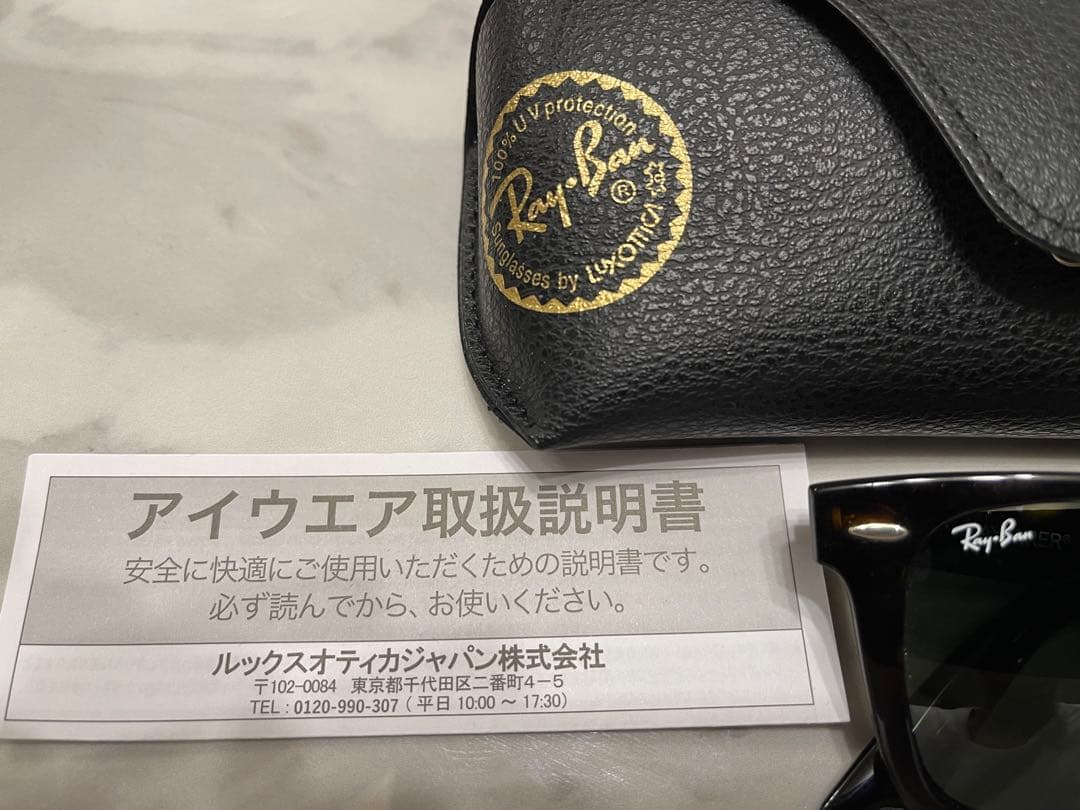 100% UV protection
Ray-Ban®
Sunglasses by LUXOTTICA
アイウエア取扱説明書
安全に快適にご使用いただくための説明書です。
必ず読んでから、お使いください。
ルックスオティカジャパン株式会社
〒102-0084 東京都千代田区二番町4-5
TEL : 0120-990-307 ( 平日 10:00 ～ 17:30)
Ray-Ban